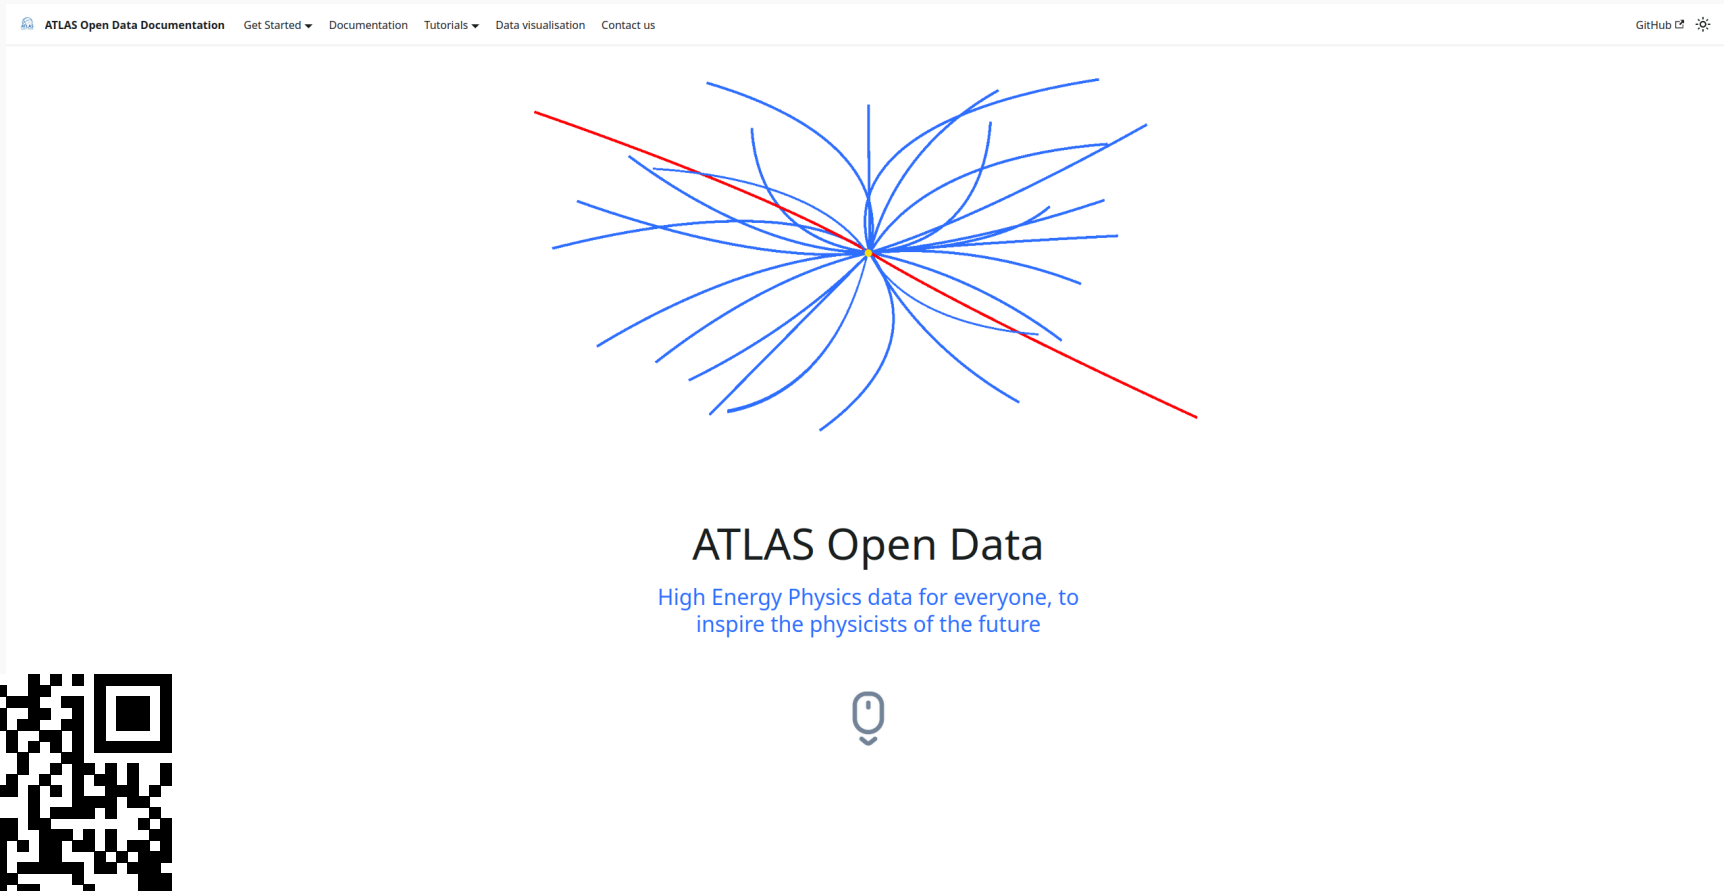 ATLAS Open Data Documentation Get Started Documentation Tutorials Data visualisation Contact us GitHub
ATLAS Open Data
High Energy Physics data for everyone, to
inspire the physicists of the future